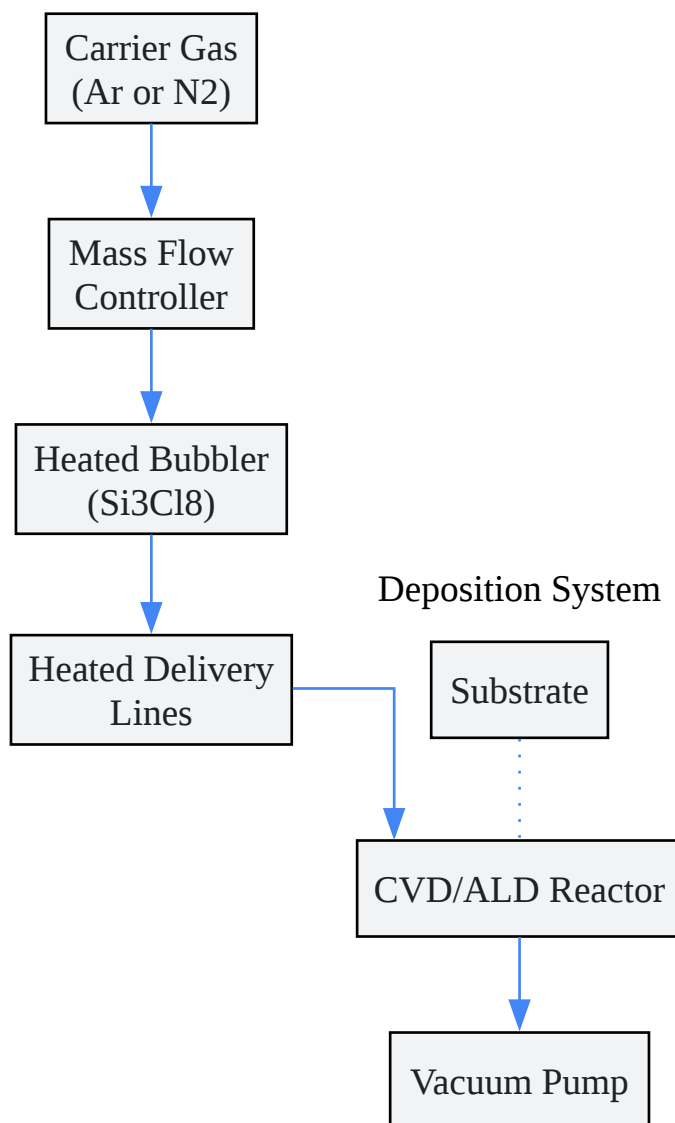 Carrier Gas
(Ar or N2)
Mass Flow
Controller
Heated Bubbler
(Si3Cl8)
Heated Delivery
Lines
Deposition System
Substrate
CVD/ALD Reactor
Vacuum Pump